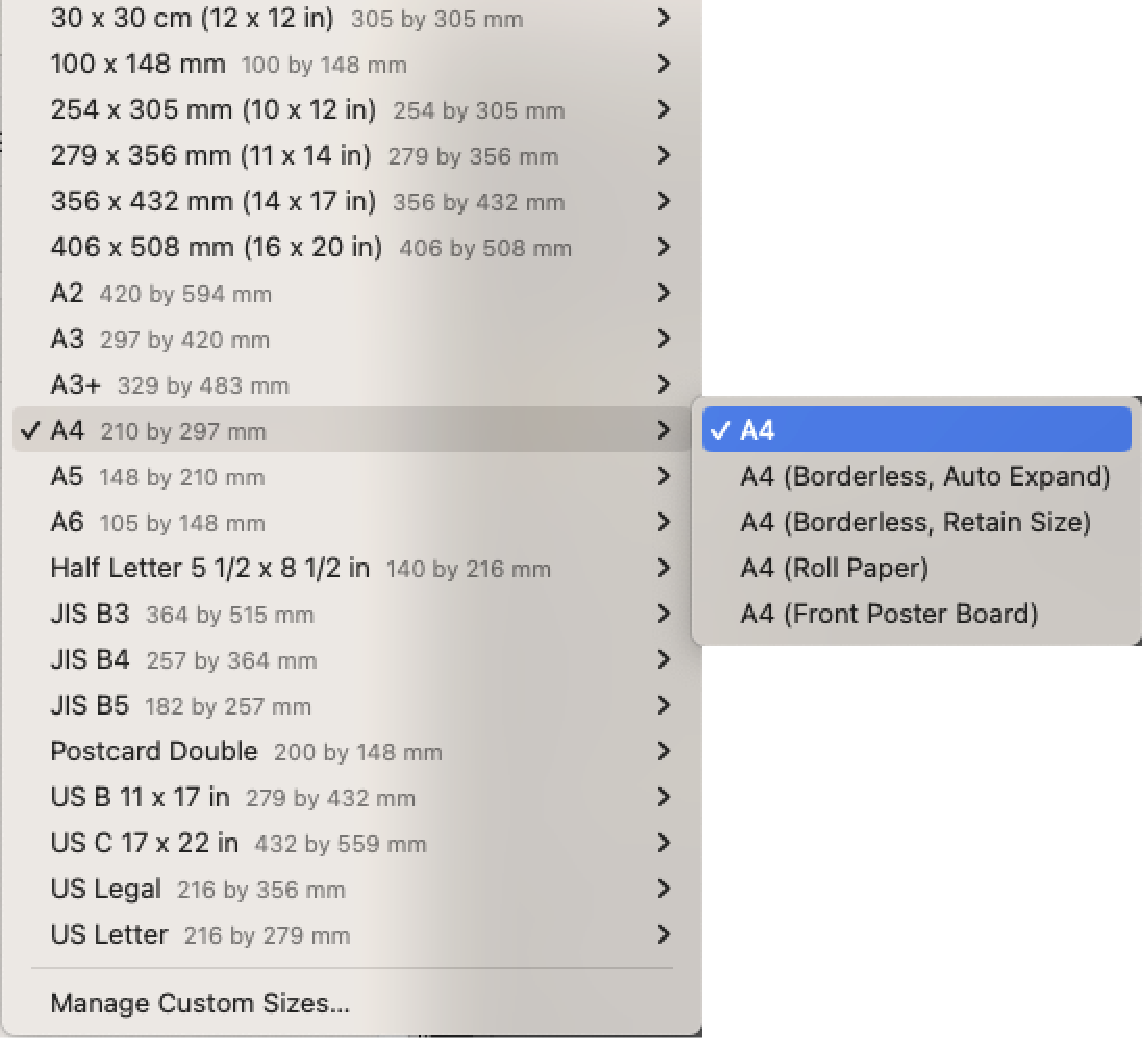 30 x 30 cm (12 x 12 in) 305 by 305 mm
100 x 148 mm 100 by 148 mm
254 x 305 mm (10 x 12 in) 254 by 305 mm
279 x 356 mm (11 x 14 in) 279 by 356 mm
356 x 432 mm (14 x 17 in) 356 by 432 mm
406 x 508 mm (16 x 20 in) 406 by 508 mm
A2 420 by 594 mm
A3 297 by 420 mm
A3+ 329 by 483 mm
✓ A4 210 by 297 mm
A5 148 by 210 mm
A6 105 by 148 mm
Half Letter 5 1/2 x 8 1/2 in 140 by 216 mm
JIS B3 364 by 515 mm
JIS B4 257 by 364 mm
JIS B5 182 by 257 mm
Postcard Double 200 by 148 mm
US B 11 x 17 in 279 by 432 mm
US C 17 x 22 in 432 by 559 mm
US Legal 216 by 356 mm
US Letter 216 by 279 mm
Manage Custom Sizes...
✓ A4
A4 (Borderless, Auto Expand)
A4 (Borderless, Retain Size)
A4 (Roll Paper)
A4 (Front Poster Board)